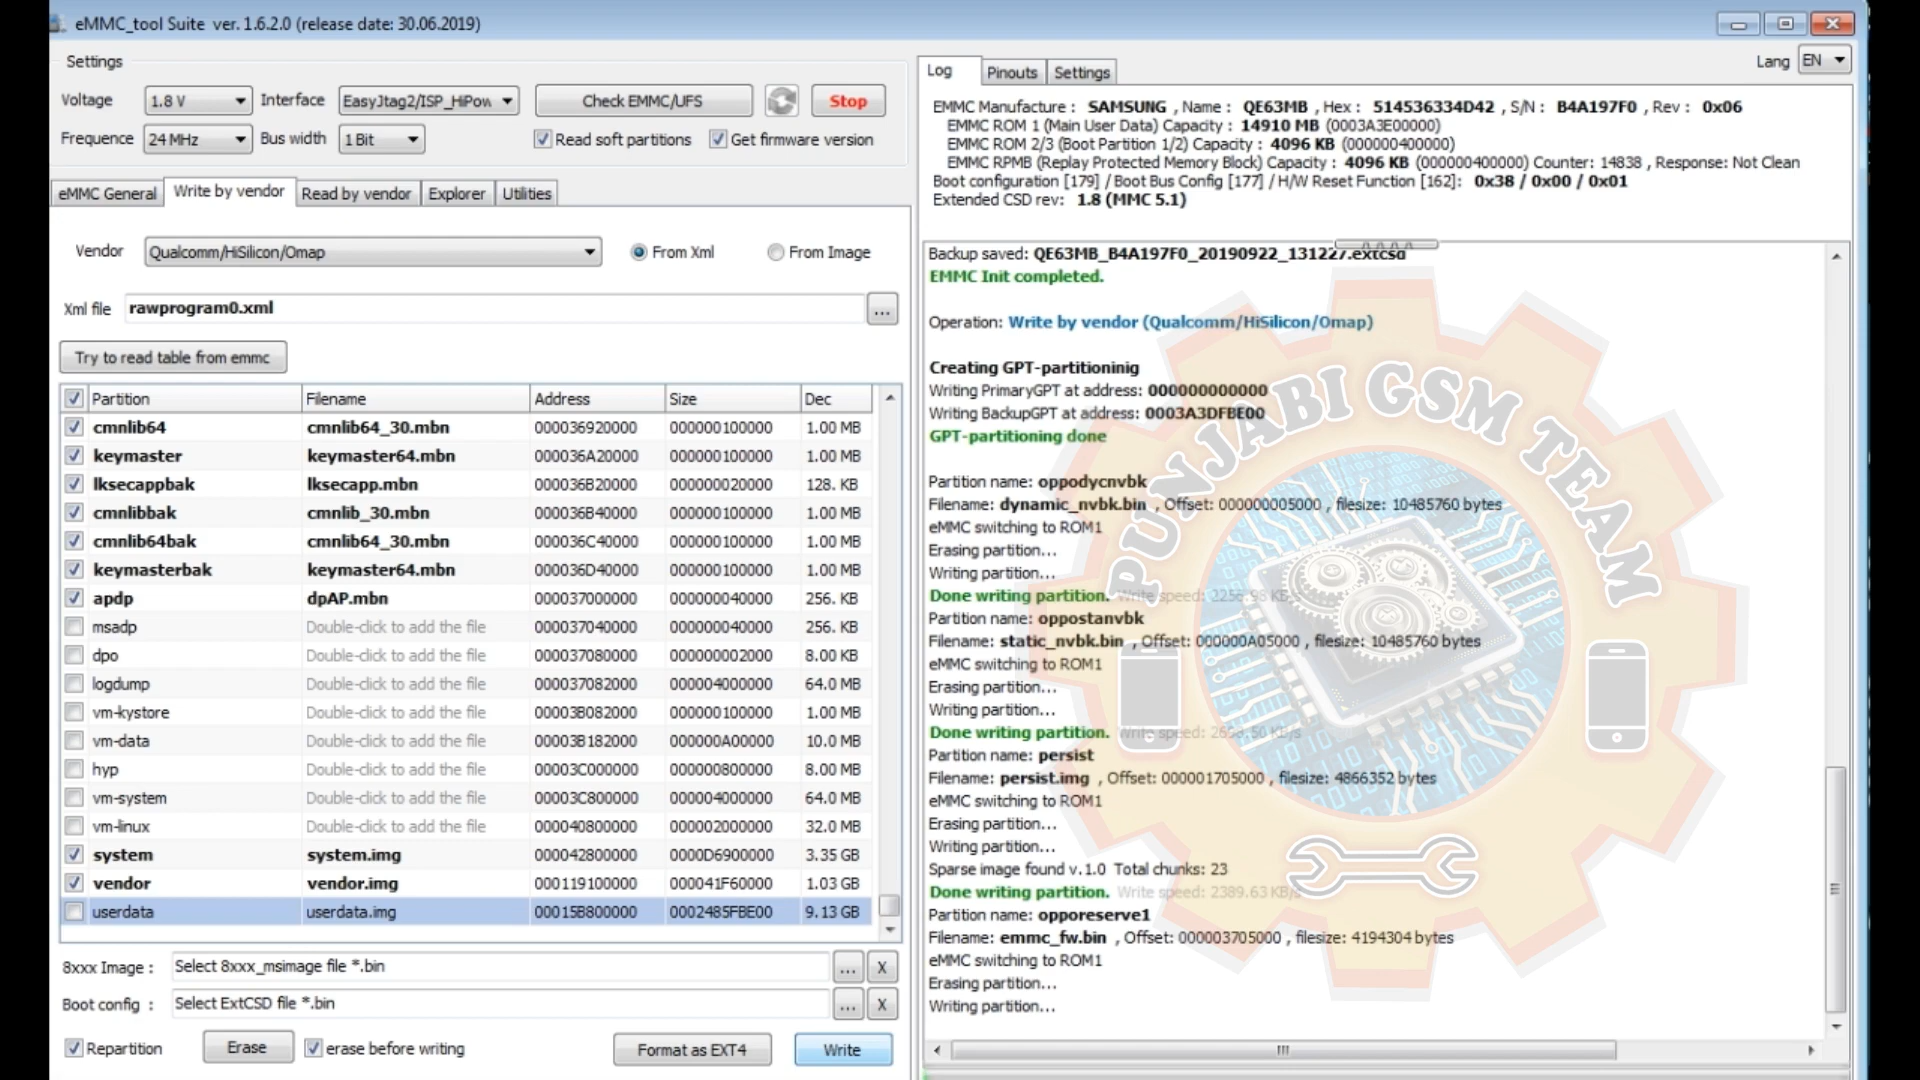 eMMC_tool Suite ver. 1.6.2.0 (release date: 30.06.2019)
Settings
Voltage 1.8 V Interface EasyJtag2/ISP_HiPow Check EMMC/UFS Stop
Frequence 24 MHz Bus width 1 Bit Read soft partitions Get firmware version
eMMC General Write by vendor Read by vendor Explorer Utilities
Vendor Qualcomm/HiSilicon/Omap From Xml From Image
Xml file rawprogram0.xml ...
Try to read table from emmc
Partition Filename Address Size Dec
cmnlib64 cmnlib64_30.mbn 000036920000 000000100000 1.00 MB
keymaster keymaster64.mbn 000036A20000 000000100000 1.00 MB
lksecappbak lksecapp.mbn 000036B20000 000000020000 128. KB
cmnlibbak cmnlib_30.mbn 000036B40000 000000100000 1.00 MB
cmnlib64bak cmnlib64_30.mbn 000036C40000 000000100000 1.00 MB
keymasterbak keymaster64.mbn 000036D40000 000000100000 1.00 MB
apdp dpAP.mbn 000037000000 000000040000 256. KB
msadp Double-click to add the file 000037040000 000000040000 256. KB
dpo Double-click to add the file 000037080000 000000002000 8.00 KB
logdump Double-click to add the file 000037082000 000004000000 64.0 MB
vm-kystore Double-click to add the file 00003B082000 000000100000 1.00 MB
vm-data Double-click to add the file 00003B182000 000000A00000 10.0 MB
hyp Double-click to add the file 00003C000000 000000800000 8.00 MB
vm-system Double-click to add the file 00003C800000 000004000000 64.0 MB
vm-linux Double-click to add the file 000040800000 000002000000 32.0 MB
system system.img 000042800000 0000D6900000 3.35 GB
vendor vendor.img 000119100000 000041F60000 1.03 GB
userdata userdata.img 00015B800000 0002485FBE00 9.13 GB
8xxx Image : Select 8xxx_msimage file *.bin ... X
Boot config : Select ExtCSD file *.bin ... X
Repartition Erase erase before writing Format as EXT4 Write
Log Pinouts Settings Lang EN
EMMC Manufacture : SAMSUNG , Name : QE63MB , Hex : 514536334D42 , S/N : B4A197F0 , Rev : 0x06
EMMC ROM 1 (Main User Data) Capacity : 14910 MB (0003A3E00000)
EMMC ROM 2/3 (Boot Partition 1/2) Capacity : 4096 KB (000000400000)
EMMC RPMB (Replay Protected Memory Block) Capacity : 4096 KB (000000400000) Counter: 14838 , Response: Not Clean
Boot configuration [179] / Boot Bus Config [177] / H/W Reset Function [162]: 0x38 / 0x00 / 0x01
Extended CSD rev: 1.8 (MMC 5.1)
Backup saved: QE63MB_B4A197F0_20190922_131227.extcsd
EMMC Init completed.
Operation: Write by vendor (Qualcomm/HiSilicon/Omap)
Creating GPT-partitioninig
Writing PrimaryGPT at address: 000000000000
Writing BackupGPT at address: 0003A3DFBE00
GPT-partitioning done
Partition name: oppodycnvbk
Filename: dynamic_nvbk.bin , Offset: 000000005000 , filesize: 10485760 bytes
eMMC switching to ROM1
Erasing partition...
Writing partition...
Done writing partition. Write speed: 2256.98 KB/s
Partition name: oppostanvbk
Filename: static_nvbk.bin , Offset: 000000A05000 , filesize: 10485760 bytes
eMMC switching to ROM1
Erasing partition...
Writing partition...
Done writing partition. Write speed: KB/s
Partition name: persist
Filename: persist.img , Offset: 000001705000 , filesize: 4866352 bytes
eMMC switching to ROM1
Erasing partition...
Writing partition...
Sparse image found v.1.0 Total chunks: 23
Done writing partition. Write speed: 2389.63 KB/s
Partition name: opporeserve1
Filename: emmc_fw.bin , Offset: 000003705000 , filesize: 4194304 bytes
eMMC switching to ROM1
Erasing partition...
Writing partition...
PUNJABI GSM TEAM